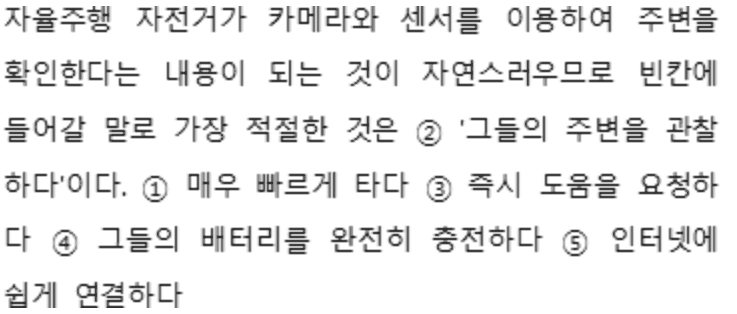 자율주행 자전거가 카메라와 센서를 이용하여 주변을
확인한다는 내용이 되는 것이 자연스러우므로 빈칸에
들어갈 말로 가장 적절한 것은 ② '그들의 주변을 관찰
하다'이다. ① 매우 빠르게 타다 ③ 즉시 도움을 요청하
다 ④ 그들의 배터리를 완전히 충전하다 ⑤ 인터넷에
쉽게 연결하다